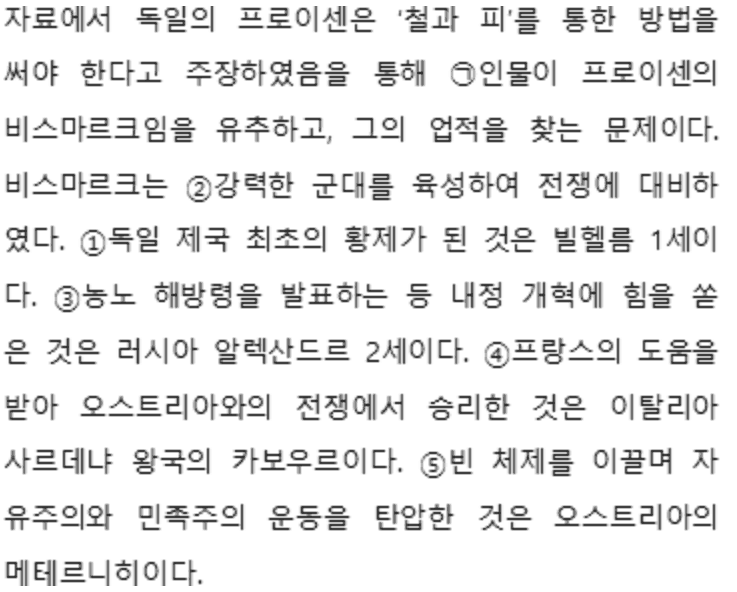 자료에서 독일의 프로이센은 '철과 피'를 통한 방법을
써야 한다고 주장하였음을 통해 ㉠인물이 프로이센의
비스마르크임을 유추하고, 그의 업적을 찾는 문제이다.
비스마르크는 ②강력한 군대를 육성하여 전쟁에 대비하
였다. ①독일 제국 최초의 황제가 된 것은 빌헬름 1세이
다. ③농노 해방령을 발표하는 등 내정 개혁에 힘을 쏟
은 것은 러시아 알렉산드르 2세이다. ④프랑스의 도움을
받아 오스트리아와의 전쟁에서 승리한 것은 이탈리아
사르데냐 왕국의 카보우르이다. ⑤빈 체제를 이끌며 자
유주의와 민족주의 운동을 탄압한 것은 오스트리아의
메테르니히이다.